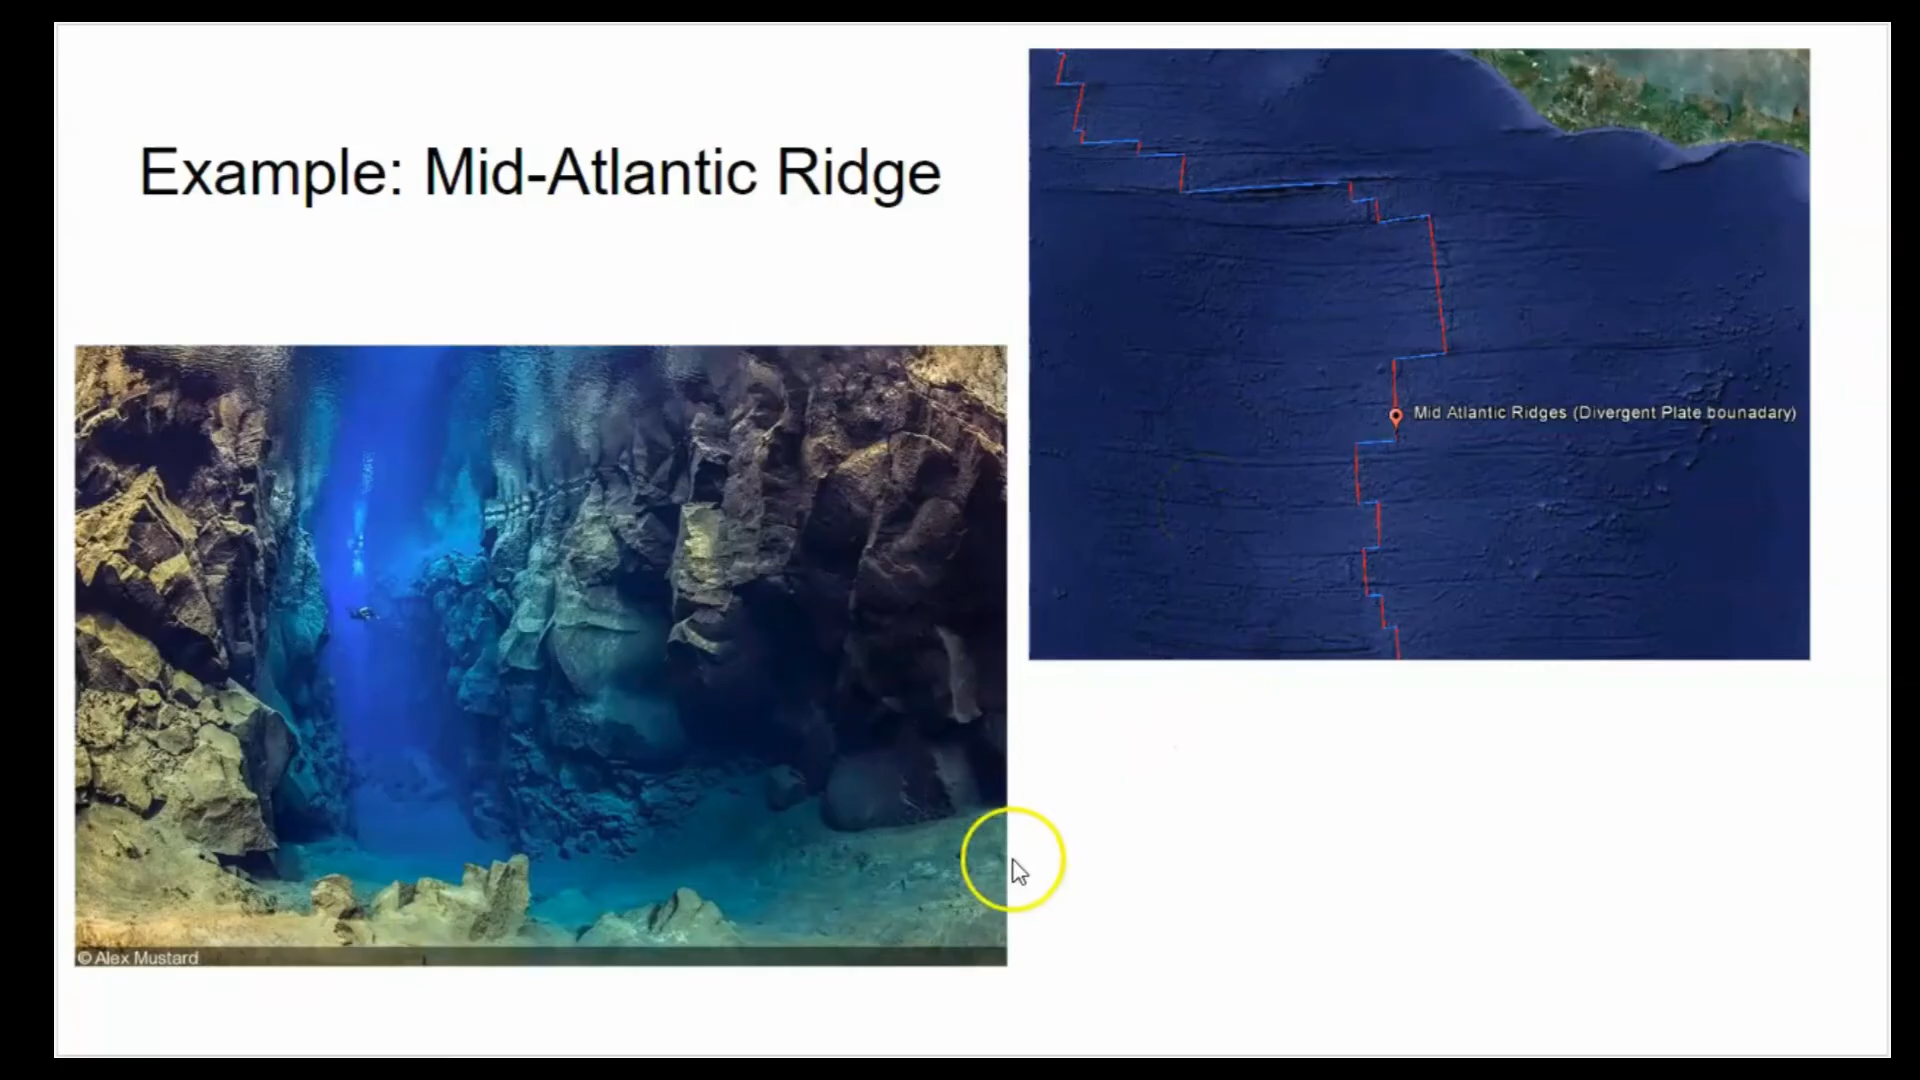 Example: Mid-Atlantic Ridge
Mid Atlantic Ridges (Divergent Plate bounadary)
© Alex Mustard